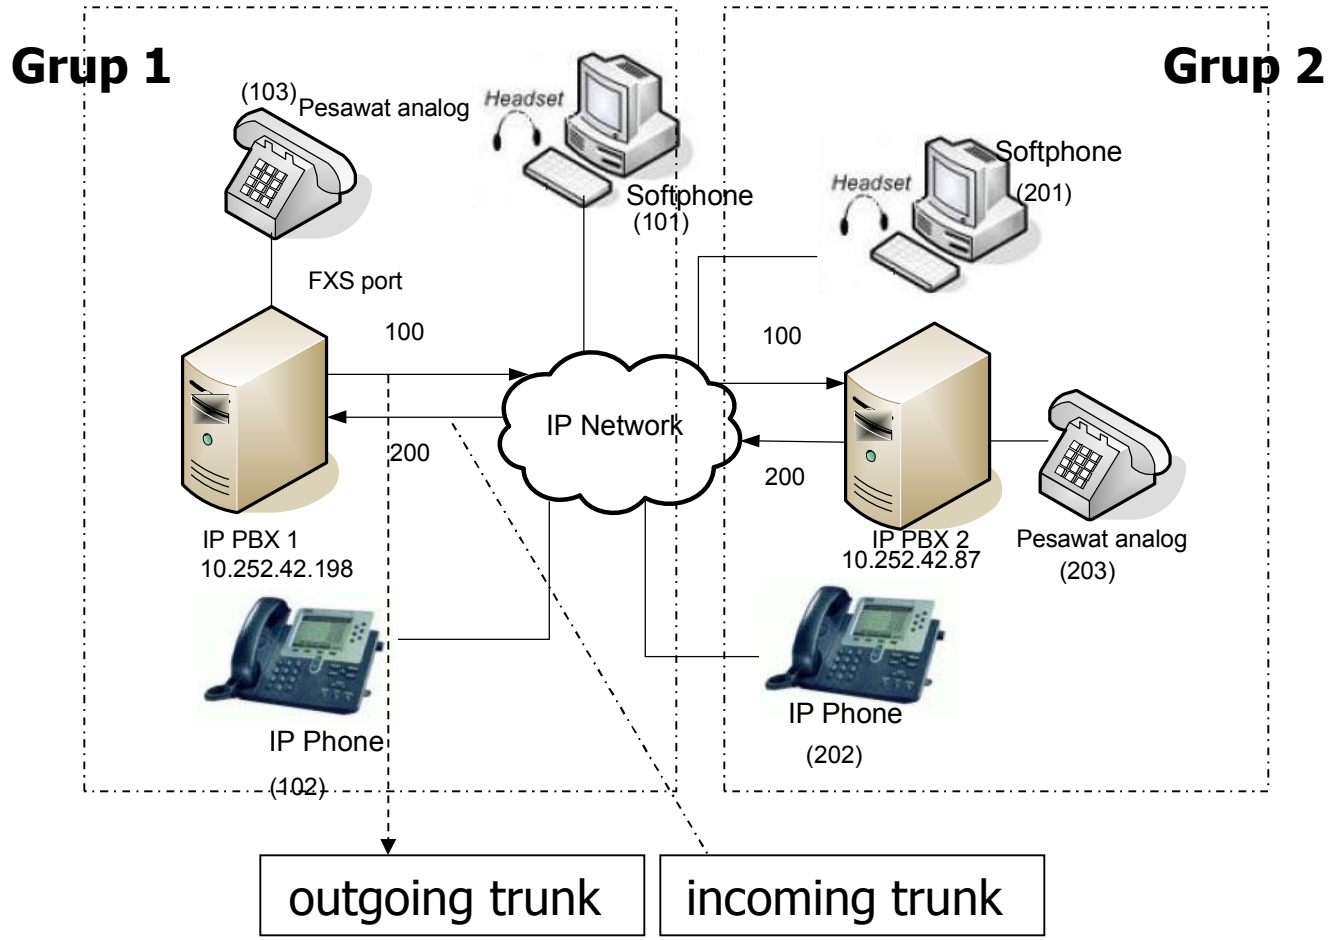 Grup 1
Grup 2
(103)
Pesawat analog
Headset
Softphone
(101)
Headset
Softphone
(201)
FXS port
100
200
IP Network
100
200
IP PBX 1
10.252.42.198
IP PBX 2
10.252.42.87
Pesawat analog
(203)
IP Phone
(102)
IP Phone
(202)
outgoing trunk
incoming trunk